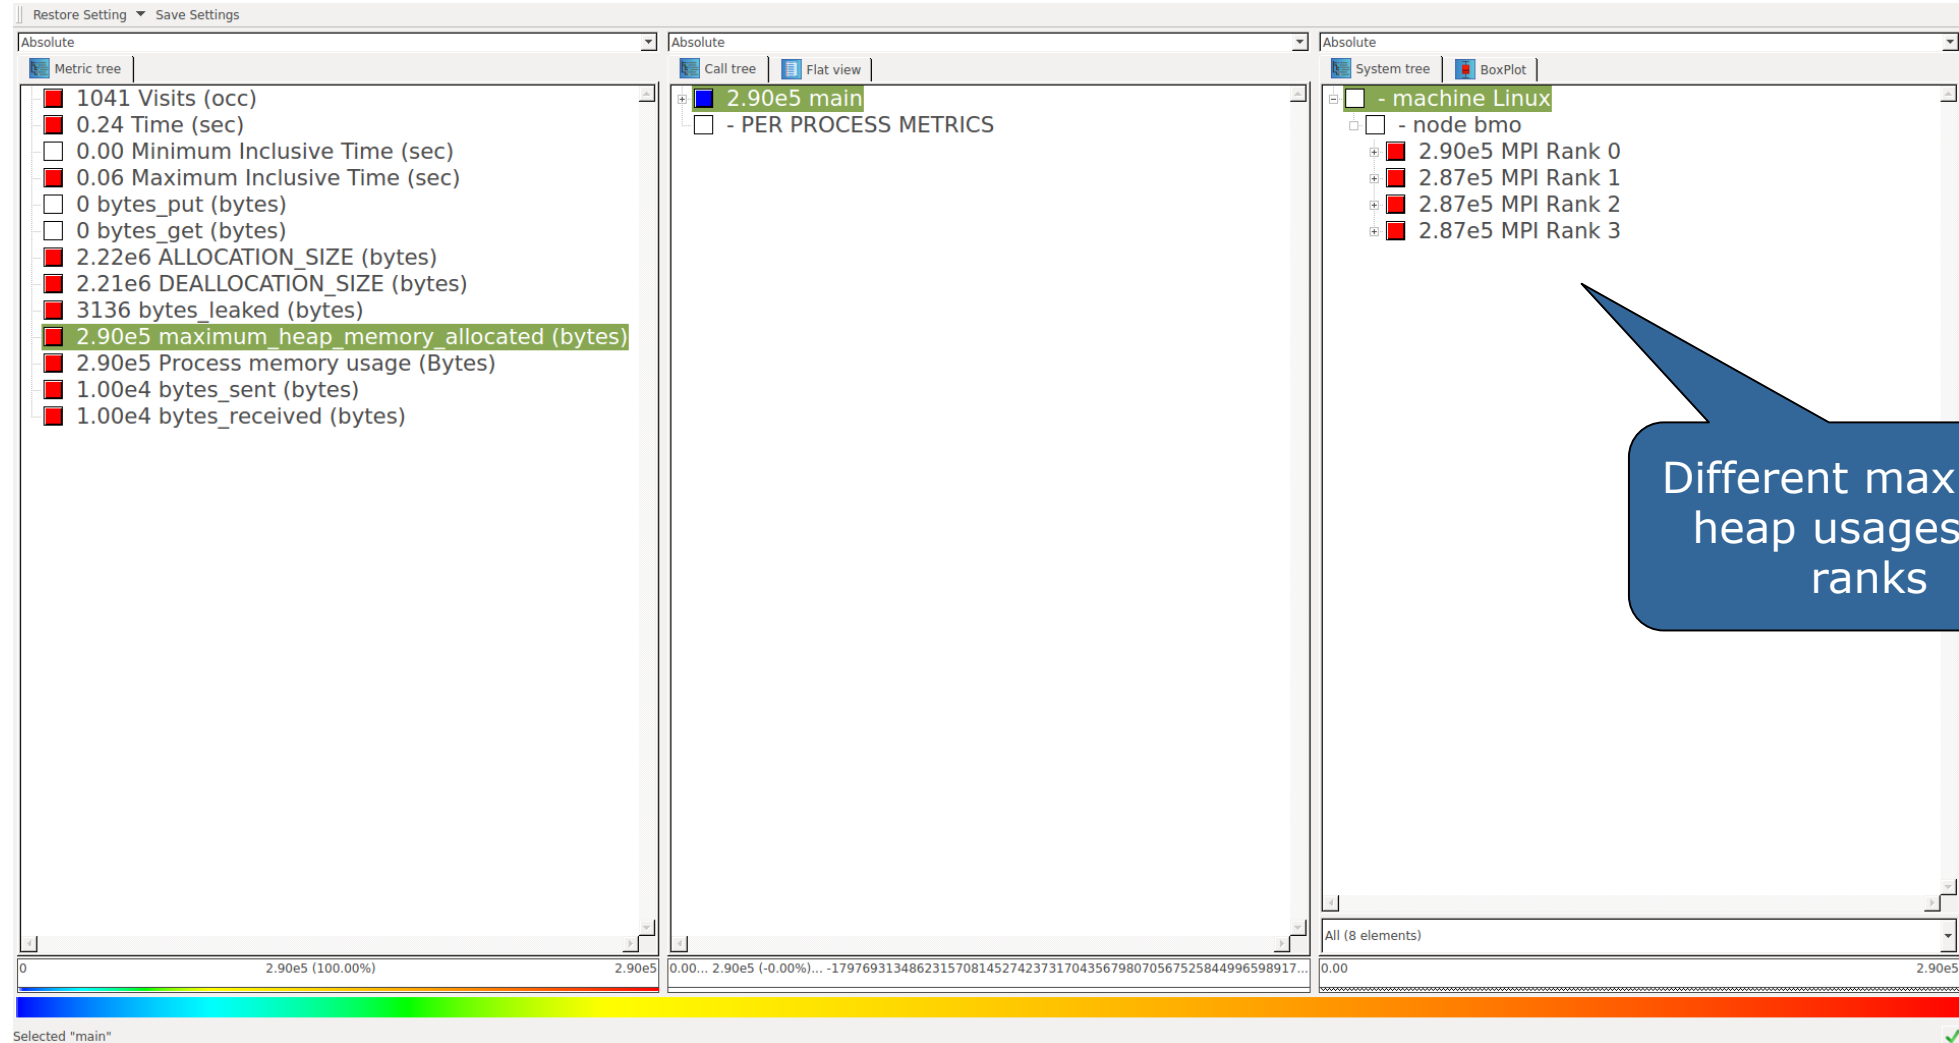 Restore Setting Save Settings
Absolute
Metric tree
1041 Visits (occ)
0.24 Time (sec)
0.00 Minimum Inclusive Time (sec)
0.06 Maximum Inclusive Time (sec)
0 bytes_put (bytes)
0 bytes_get (bytes)
2.22e6 ALLOCATION_SIZE (bytes)
2.21e6 DEALLOCATION_SIZE (bytes)
3136 bytes_leaked (bytes)
2.90e5 maximum_heap_memory_allocated (bytes)
2.90e5 Process memory usage (Bytes)
1.00e4 bytes_sent (bytes)
1.00e4 bytes_received (bytes)
0 2.90e5 (100.00%) 2.90e5
Absolute
Call tree Flat view
2.90e5 main
- PER PROCESS METRICS
0.00... 2.90e5 (-0.00%)... -17976931348623157081452742373170435679807056752584499659891​7...
Absolute
System tree BoxPlot
- machine Linux
- node bmo
2.90e5 MPI Rank 0
2.87e5 MPI Rank 1
2.87e5 MPI Rank 2
2.87e5 MPI Rank 3
Different max
heap usages
ranks
All (8 elements)
0.00 2.90e5
Selected "main"